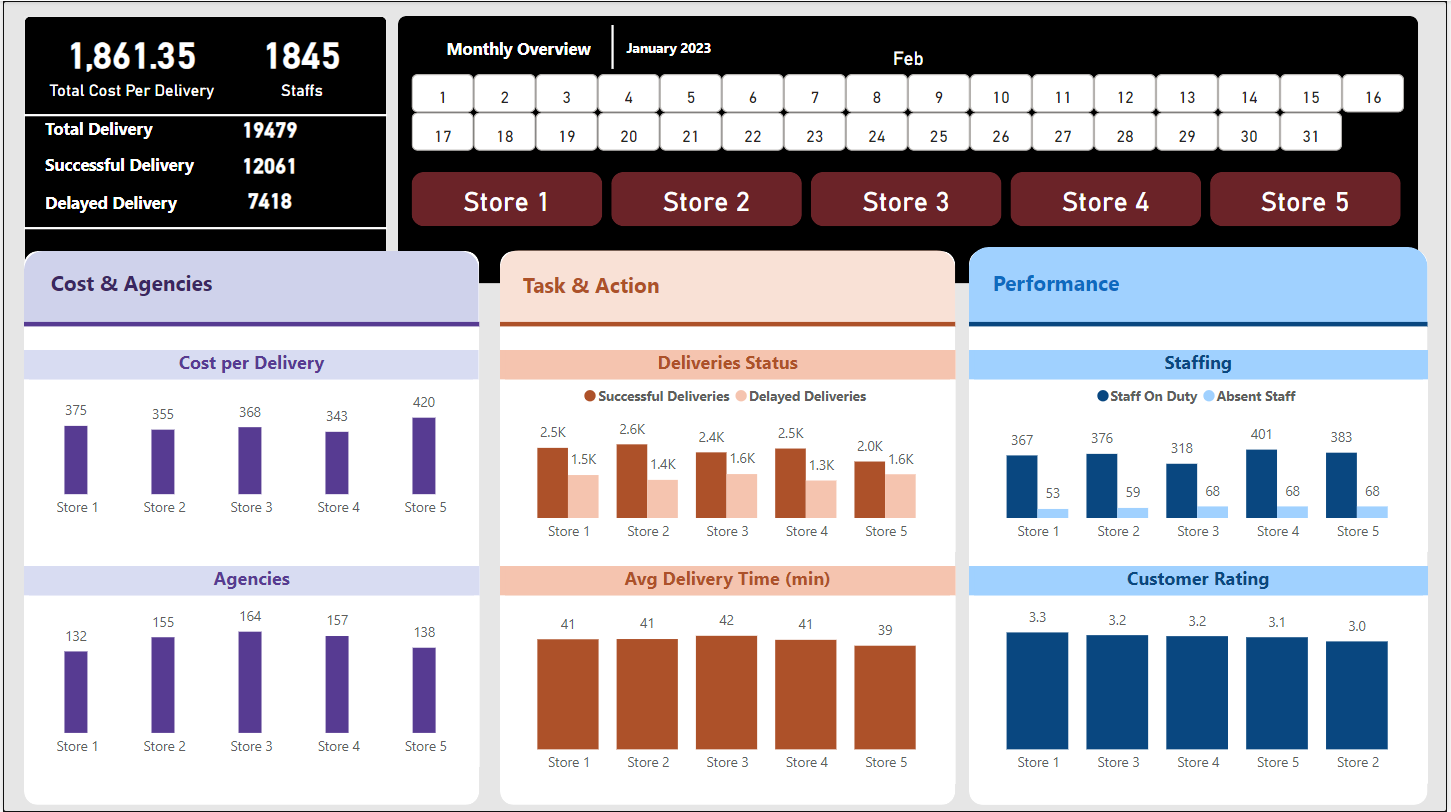 1,861.35 1845
Total Cost Per Delivery Staffs
Total Delivery 19479
Successful Delivery 12061
Delayed Delivery 7418
Monthly Overview January 2023
Feb
1 2 3 4 5 6 7 8 9 10 11 12 13 14 15 16
17 18 19 20 21 22 23 24 25 26 27 28 29 30 31
Store 1 Store 2 Store 3 Store 4 Store 5
Cost & Agencies
Cost per Delivery
375 355 368 343 420
Store 1 Store 2 Store 3 Store 4 Store 5
Agencies
132 155 164 157 138
Store 1 Store 2 Store 3 Store 4 Store 5
Task & Action
Deliveries Status
Successful Deliveries Delayed Deliveries
2.5K 1.5K 2.6K 1.4K 2.4K 1.6K 2.5K 1.3K 2.0K 1.6K
Store 1 Store 2 Store 3 Store 4 Store 5
Avg Delivery Time (min)
41 41 42 41 39
Store 1 Store 2 Store 3 Store 4 Store 5
Performance
Staffing
Staff On Duty Absent Staff
367 53 376 59 318 68 401 68 383 68
Store 1 Store 2 Store 3 Store 4 Store 5
Customer Rating
3.3 3.2 3.2 3.1 3.0
Store 1 Store 3 Store 4 Store 5 Store 2